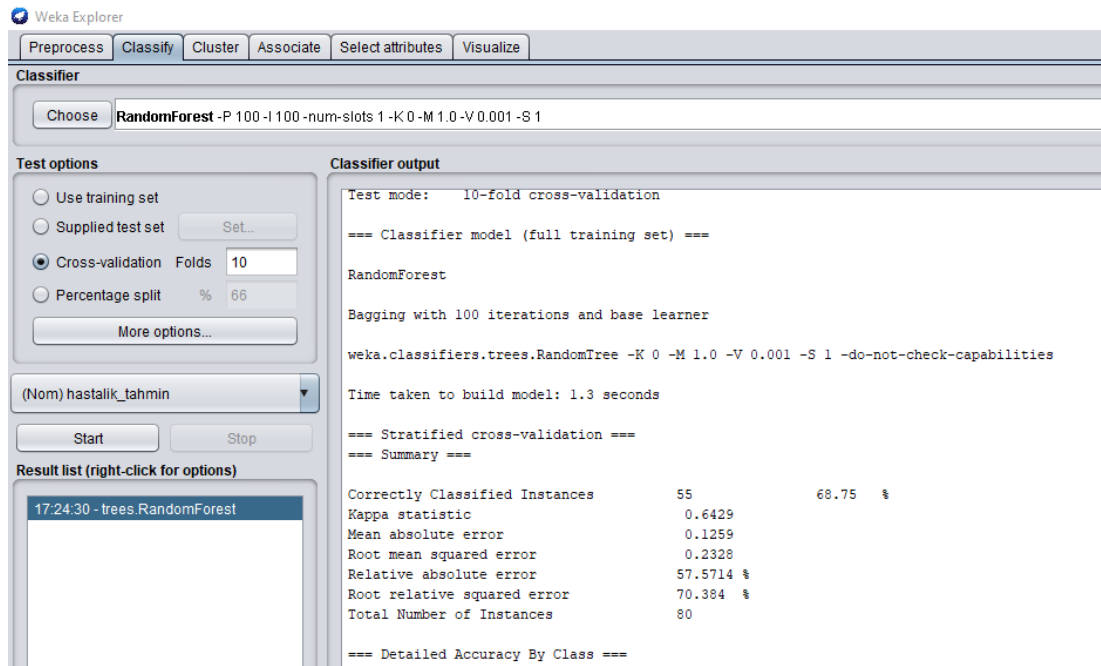 Weka Explorer
Preprocess Classify Cluster Associate Select attributes Visualize
Classifier
Choose RandomForest -P 100 -I 100 -num-slots 1 -K 0 -M 1.0 -V 0.001 -S 1
Test options
Use training set
Supplied test set Set...
Cross-validation Folds 10
Percentage split % 66
More options...
(Nom) hastalik_tahmin
Start Stop
Result list (right-click for options)
17:24:30 - trees.RandomForest
Classifier output
Test mode: 10-fold cross-validation
=== Classifier model (full training set) ===
RandomForest
Bagging with 100 iterations and base learner
weka.classifiers.trees.RandomTree -K 0 -M 1.0 -V 0.001 -S 1 -do-not-check-capabilities
Time taken to build model: 1.3 seconds
=== Stratified cross-validation ===
=== Summary ===
Correctly Classified Instances 55 68.75 %
Kappa statistic 0.6429
Mean absolute error 0.1259
Root mean squared error 0.2328
Relative absolute error 57.5714 %
Root relative squared error 70.384 %
Total Number of Instances 80
=== Detailed Accuracy By Class ===